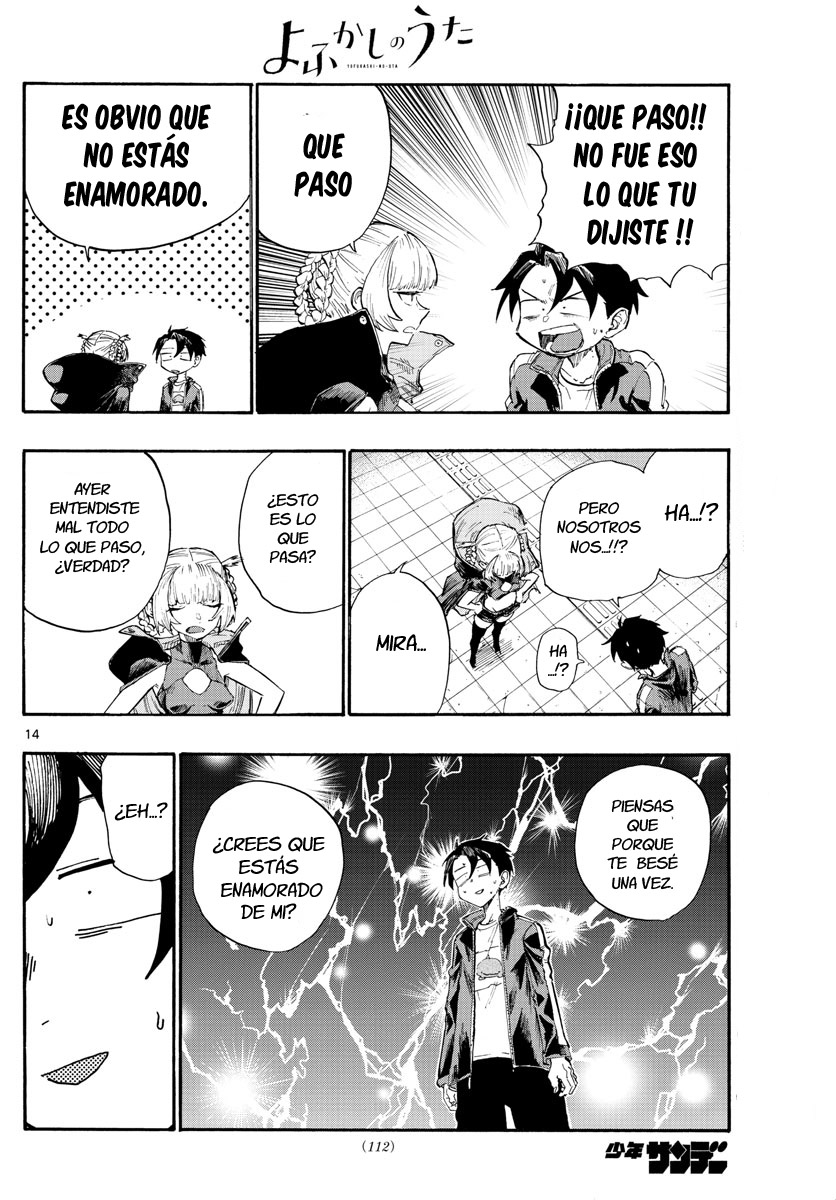 よふかしのうた
YOFUKASHI-NO-UTA
¡¡QUE PASO!!
NO FUE ESO
LO QUE TU
DIJISTE !!
QUE
PASO
ES OBVIO QUE
NO ESTÁS
ENAMORADO.
HA...!?
PERO
NOSOTROS
NOS...!!?
HA
...!?
MIRA...
¿ESTO
ES LO
QUE
PASA?
AYER
ENTENDISTE
MAL TODO
LO QUE PASO,
¿VERDAD?
14
PIENSAS
QUE
PORQUE
TE BESÉ
UNA VEZ.
¿CREES QUE
ESTÁS
ENAMORADO
DE MI?
¿EH...?
(112)
少年サンデー